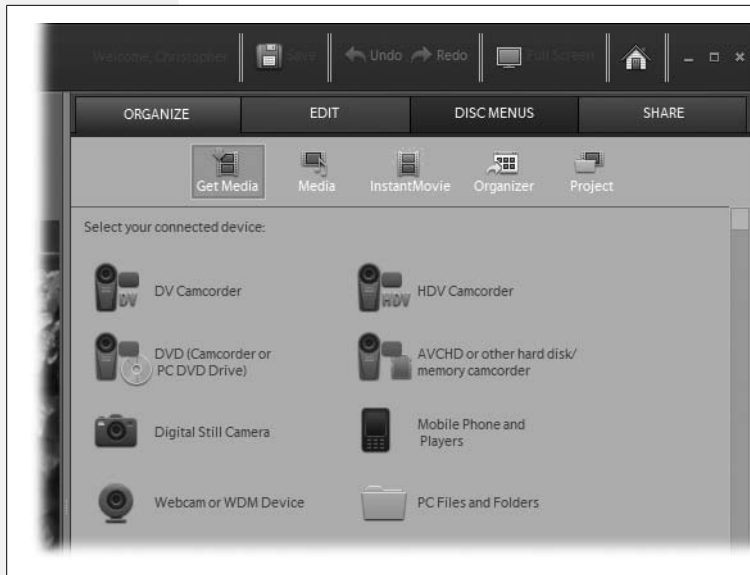 Welcome, Christopher Save Undo Redo Full Screen
ORGANIZE EDIT DISC MENUS SHARE
Get Media Media InstantMovie Organizer Project
Select your connected device:
DV
DV Camcorder
HDV
HDV Camcorder
DVD (Camcorder or
PC DVD Drive)
AVCHD or other hard disk/
memory camcorder
Digital Still Camera
Mobile Phone and
Players
Webcam or WDM Device
PC Files and Folders